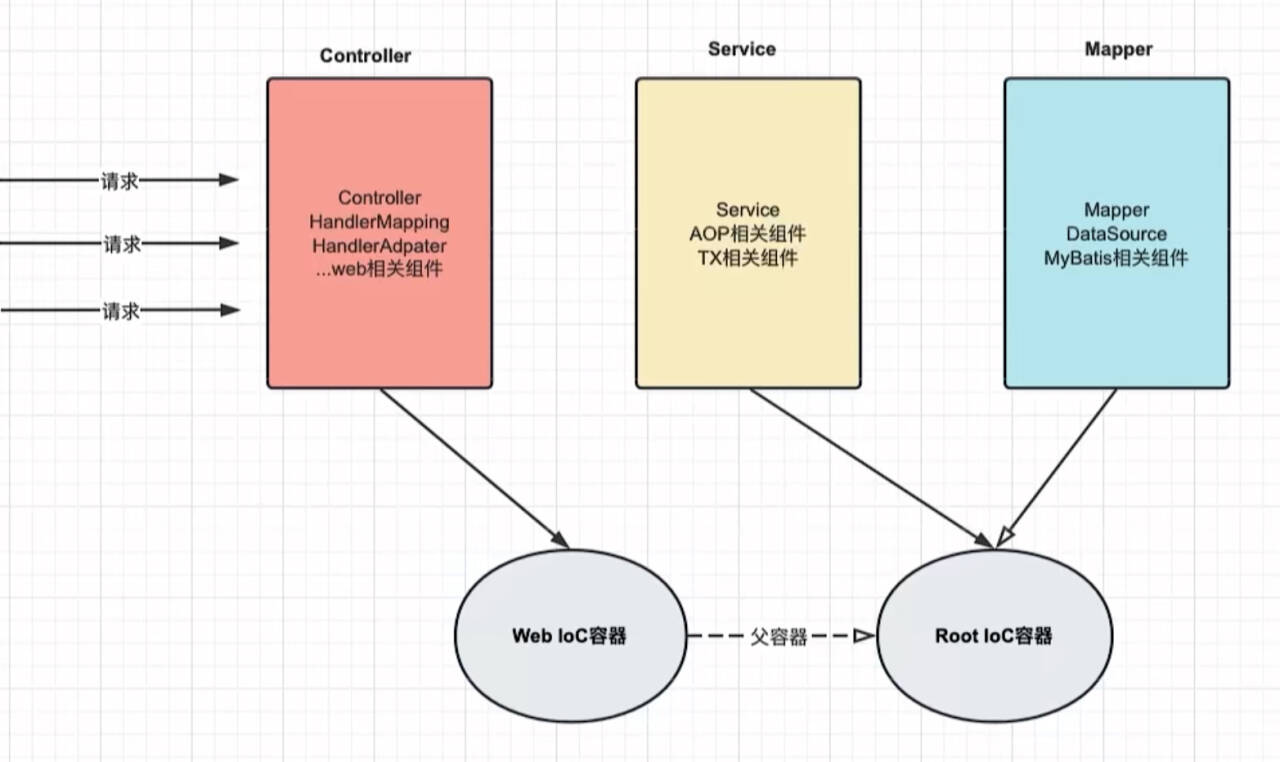 Controller
Service
Mapper
请求
请求
请求
Controller
HandlerMapping
HandlerAdpater
...web相关组件
Service
AOP相关组件
TX相关组件
Mapper
DataSource
MyBatis相关组件
Web IoC容器
父容器
Root IoC容器